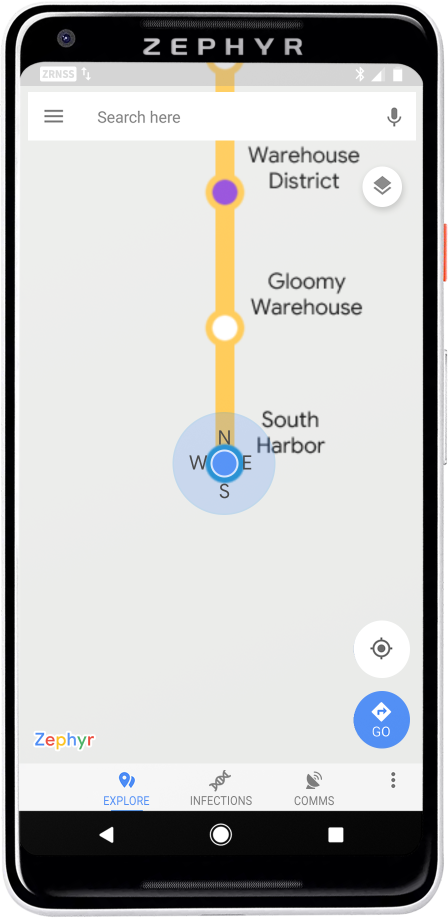 ZEPHYR
ZRNSS
Search here
Warehouse
District
Gloomy
Warehouse
South
Harbor
N
W E
S
GO
Zephyr
EXPLORE
INFECTIONS
COMMS